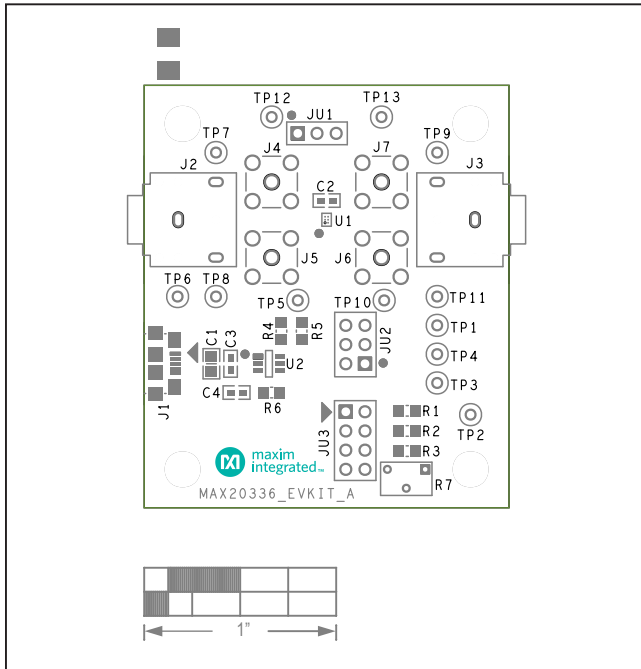 TP12
TP13
JU1
TP7
TP9
J4
J7
J2
J3
C2
U1
J5
J6
TP6
TP8
TP5
TP10
TP11
R4
R5
JU2
TP1
C1
C3
U2
TP4
C4
R6
TP3
J1
JU3
R1
R2
R3
TP2
R7
maxim
integrated™
MAX20336_EVKIT_A
1"